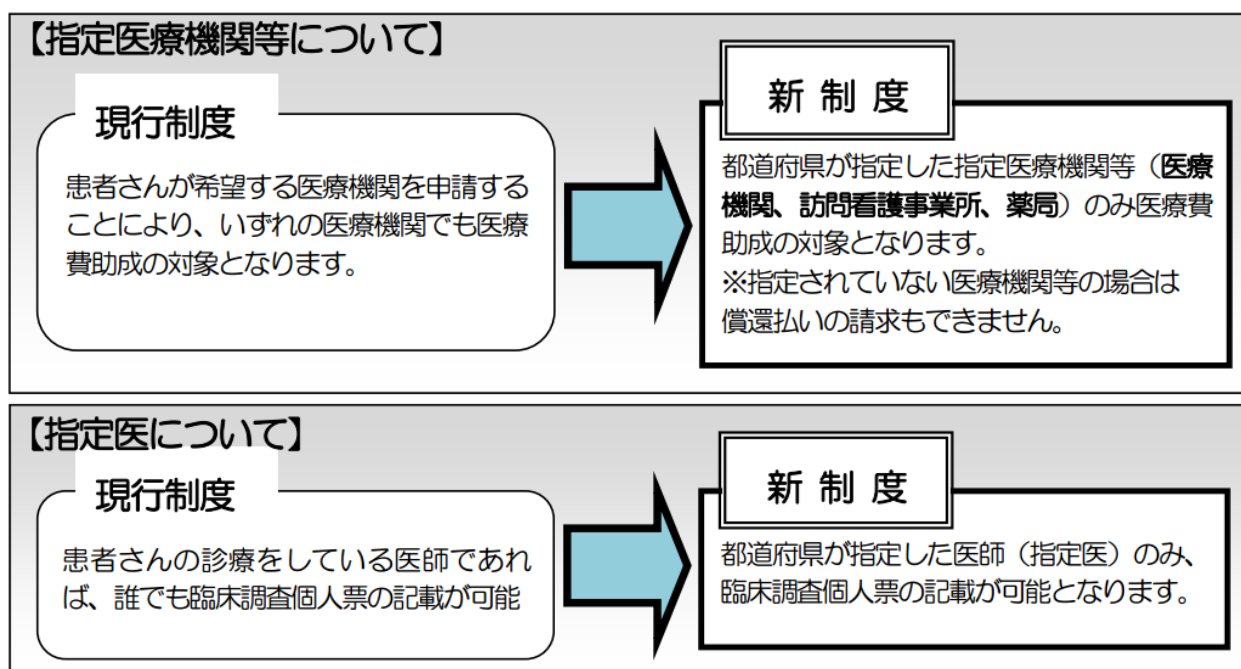 【指定医療機関等について】
現行制度
患者さんが希望する医療機関を申請する
ことにより、いずれの医療機関でも医療
費助成の対象となります。
新 制 度
都道府県が指定した指定医療機関等（医療
機関、訪問看護事業所、薬局）のみ医療費
助成の対象となります。
※指定されていない医療機関等の場合は
償還払いの請求もできません。
【指定医について】
現行制度
患者さんの診療をしている医師であれ
ば、誰でも臨床調査個人票の記載が可能
新 制 度
都道府県が指定した医師（指定医）のみ、
臨床調査個人票の記載が可能となります。